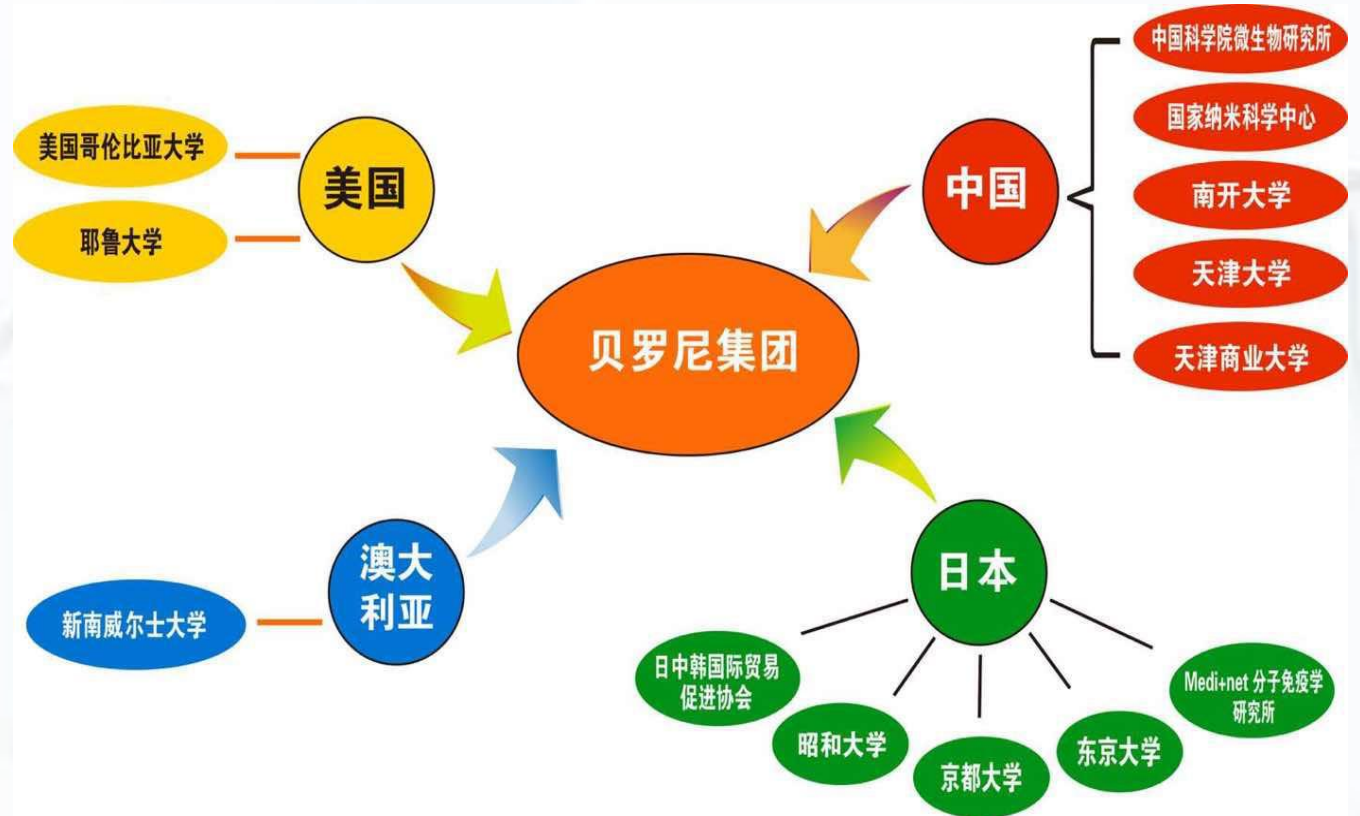 美国哥伦比亚大学
耶鲁大学
美国
中国
中国科学院微生物研究所
国家纳米科学中心
南开大学
天津大学
天津商业大学
贝罗尼集团
澳大
利亚
新南威尔士大学
日本
日中韩国际贸易
促进协会
昭和大学
京都大学
东京大学
Medi+net 分子免疫学
研究所